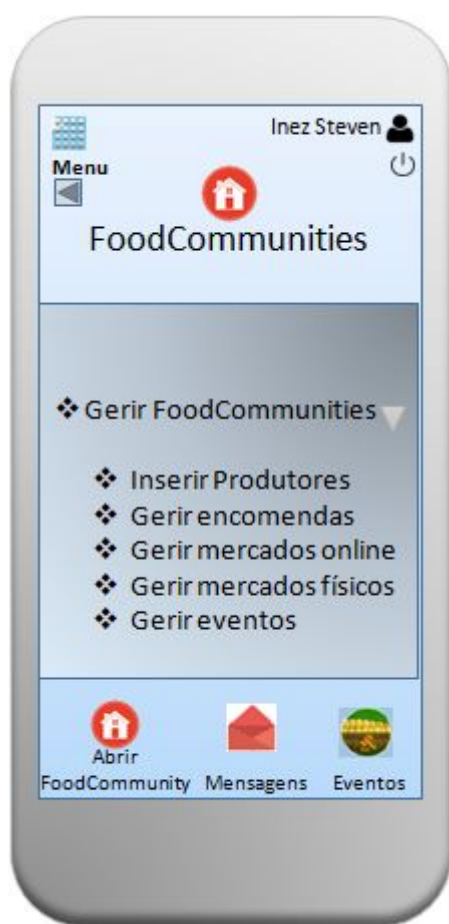 Inez Steven
Menu
FoodCommunities
Gerir FoodCommunities
Inserir Produtores
Gerir encomendas
Gerir mercados online
Gerir mercados físicos
Gerir eventos
Abrir
FoodCommunity
Mensagens
Eventos